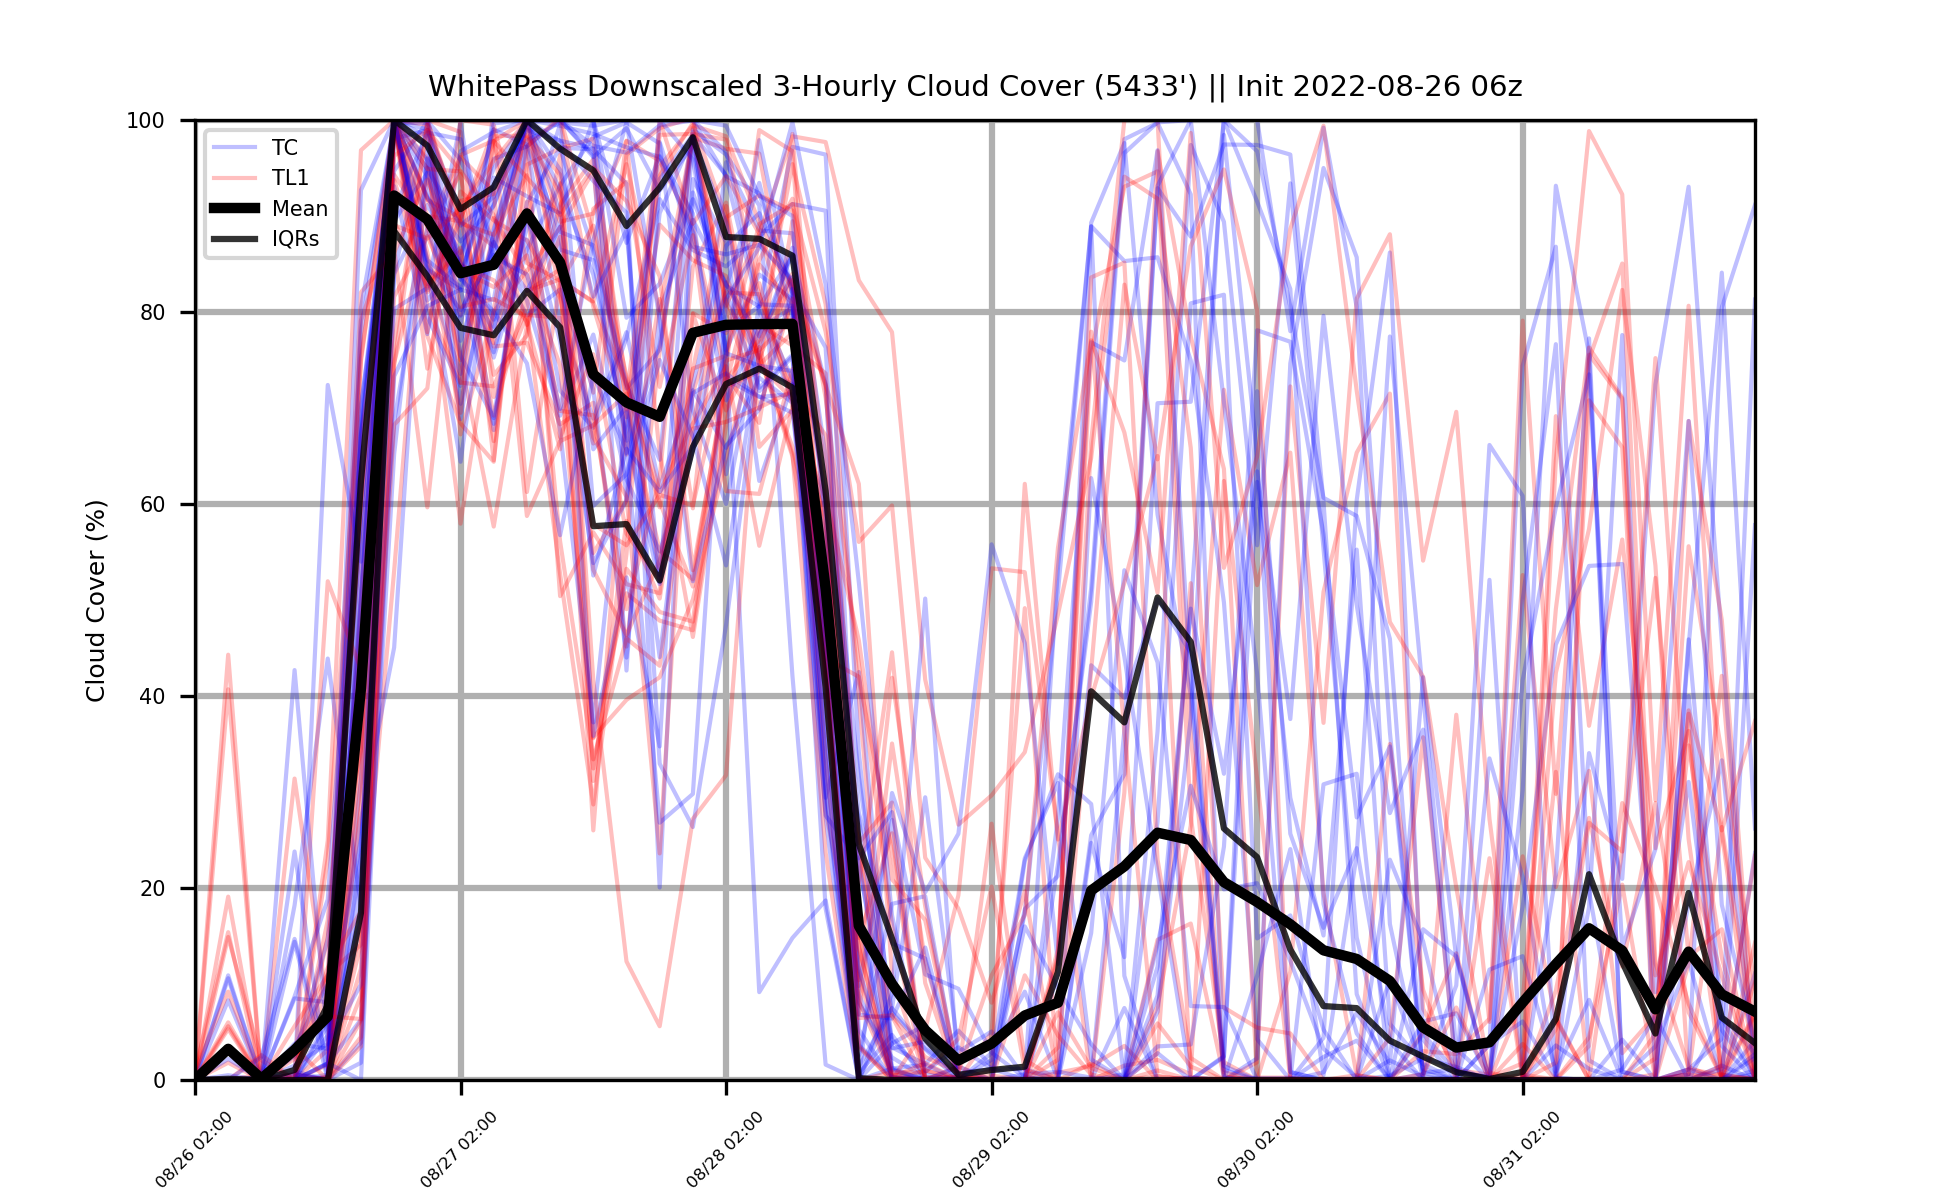 WhitePass Downscaled 3-Hourly Cloud Cover (5433') || Init 2022-08-26 06z
100
80
60
40
20
0
Cloud Cover (%)
TC
TL1
Mean
IQRs
08/26 02:00
08/27 02:00
08/28 02:00
08/29 02:00
08/30 02:00
08/31 02:00